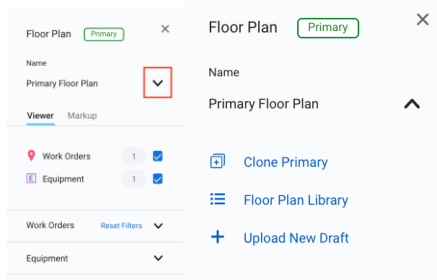 Floor Plan Primary
Name
Primary Floor Plan
Viewer Markup
Work Orders 1
E Equipment 1
Work Orders Reset Filters
Equipment
Floor Plan Primary
Name
Primary Floor Plan
Clone Primary
Floor Plan Library
Upload New Draft